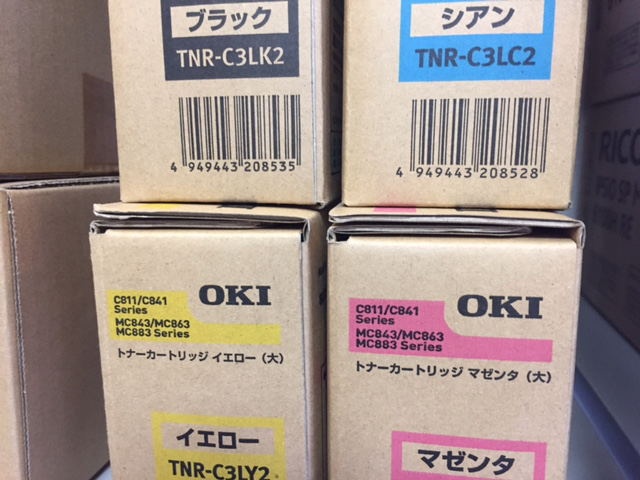 ブラック
TNR-C3LK2
4 949443 208535
シアン
TNR-C3LC2
4 949443 208528
C811/C841
Series
MC843/MC863
MC883 Series
OKI
トナーカートリッジ イエロー（大）
イエロー
TNR-C3LY2
C811/C841
Series
MC843/MC863
MC883 Series
OKI
トナーカートリッジ マゼンタ（大）
マゼンタ
RICO
IPSiO SP